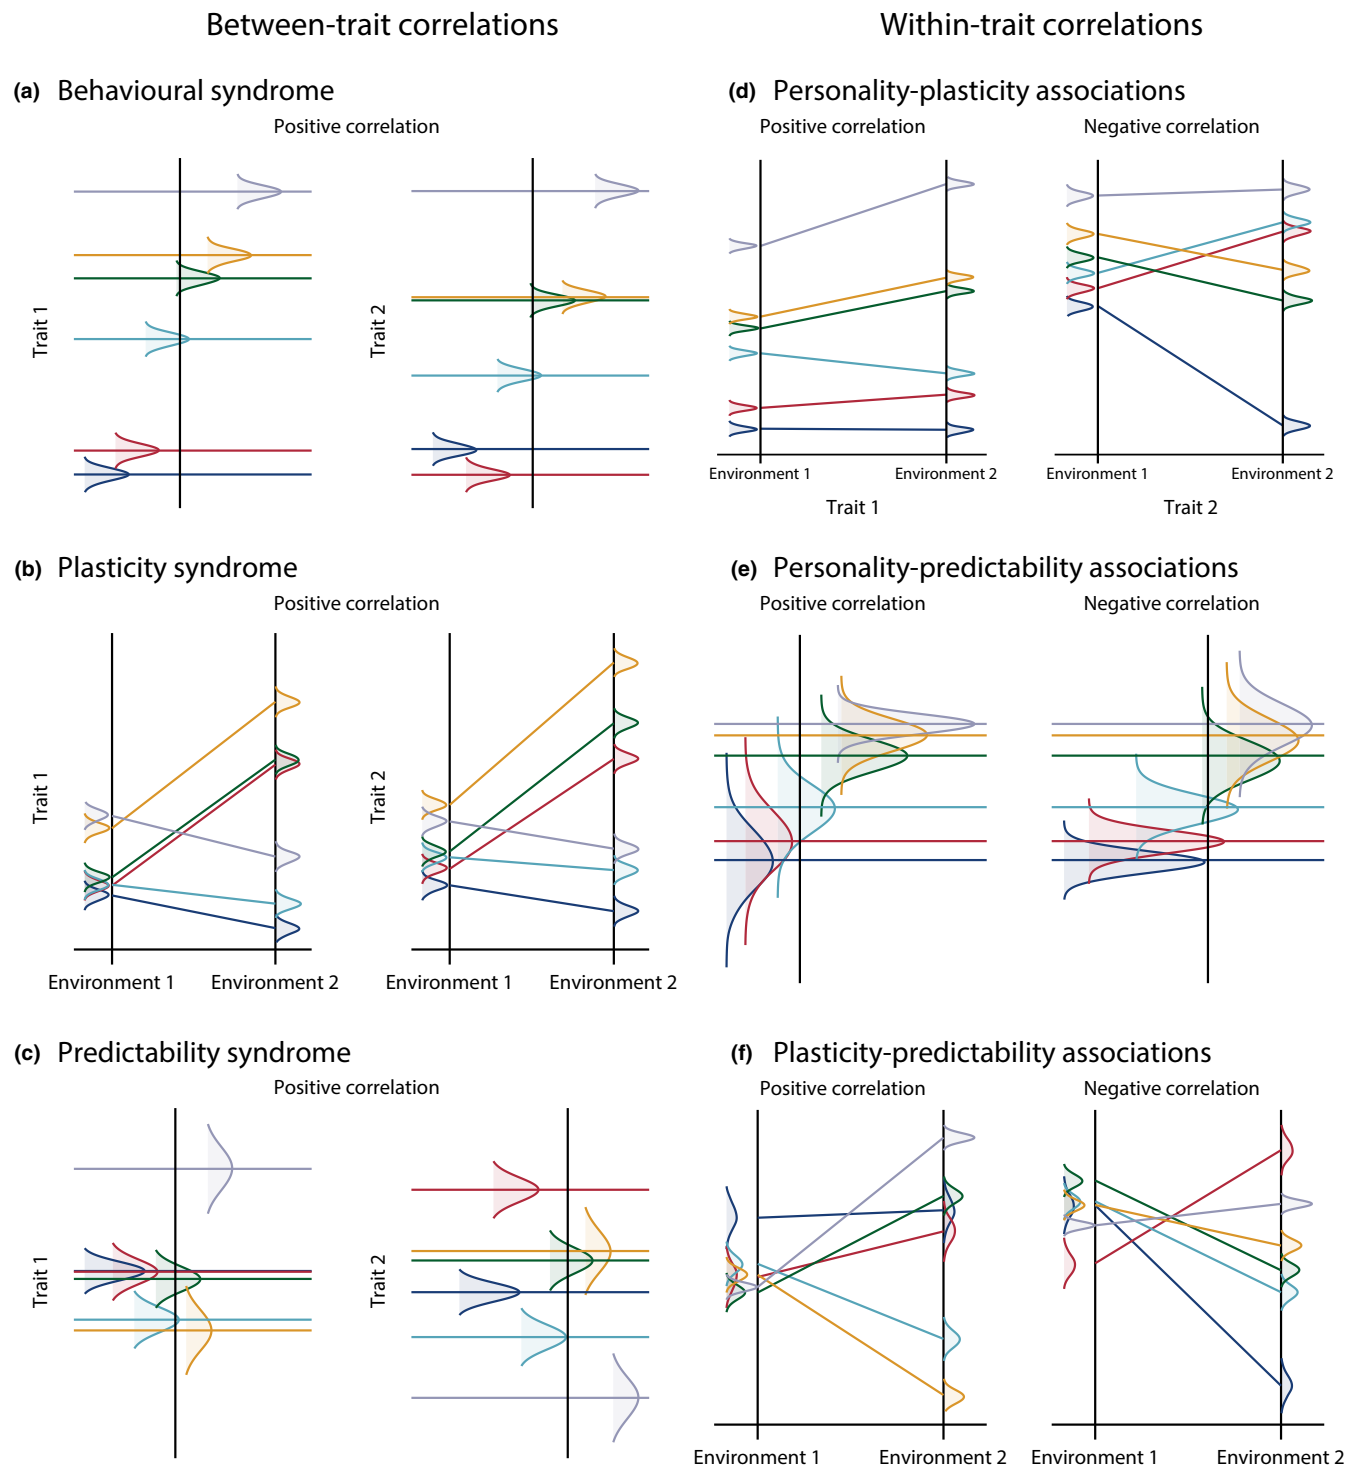 Between-trait correlations
Within-trait correlations
(a) Behavioural syndrome
Positive correlation
Trait 1
Trait 2
(d) Personality-plasticity associations
Positive correlation
Negative correlation
Environment 1
Environment 2
Environment 1
Environment 2
Trait 1
Trait 2
(b) Plasticity syndrome
Positive correlation
Trait 1
Trait 2
Environment 1
Environment 2
Environment 1
Environment 2
(e) Personality-predictability associations
Positive correlation
Negative correlation
(c) Predictability syndrome
Positive correlation
Trait 1
Trait 2
(f) Plasticity-predictability associations
Positive correlation
Negative correlation
Environment 1
Environment 2
Environment 1
Environment 2